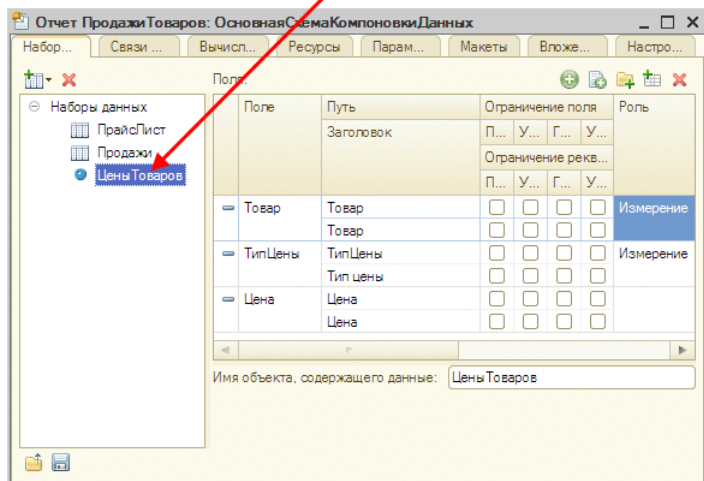 Отчет ПродажиТоваров: ОсновнаяСхемаКомпоновкиДанных
Набор... Связи ... Вычисл... Ресурсы Парам... Макеты Вложе... Настро...
Поля:
Наборы данных
ПрайсЛист
Продажи
ЦеныТоваров
Поле Путь Ограничение поля Роль
Заголовок П... У... Г... У...
Ограничение рекв...
П... У... Г... У...
Товар Товар Измерение
Товар
ТипЦены ТипЦены Измерение
Тип цены
Цена Цена
Цена
Имя объекта, содержащего данные: ЦеныТоваров